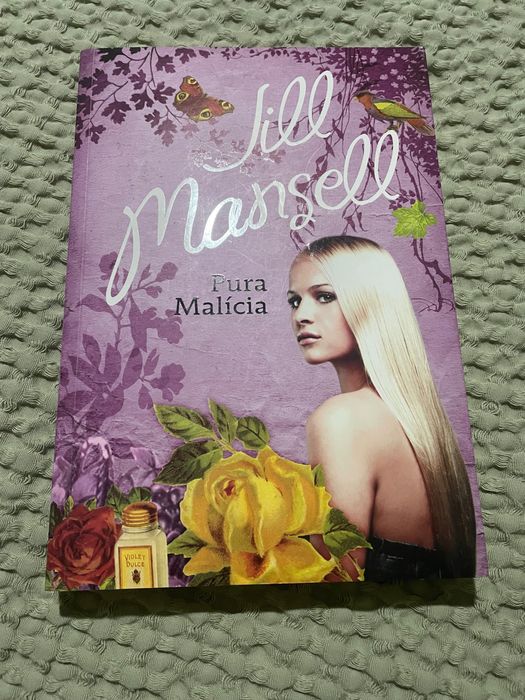 Jill
Mansell
Pura
Malícia
VIOLET
DULCE